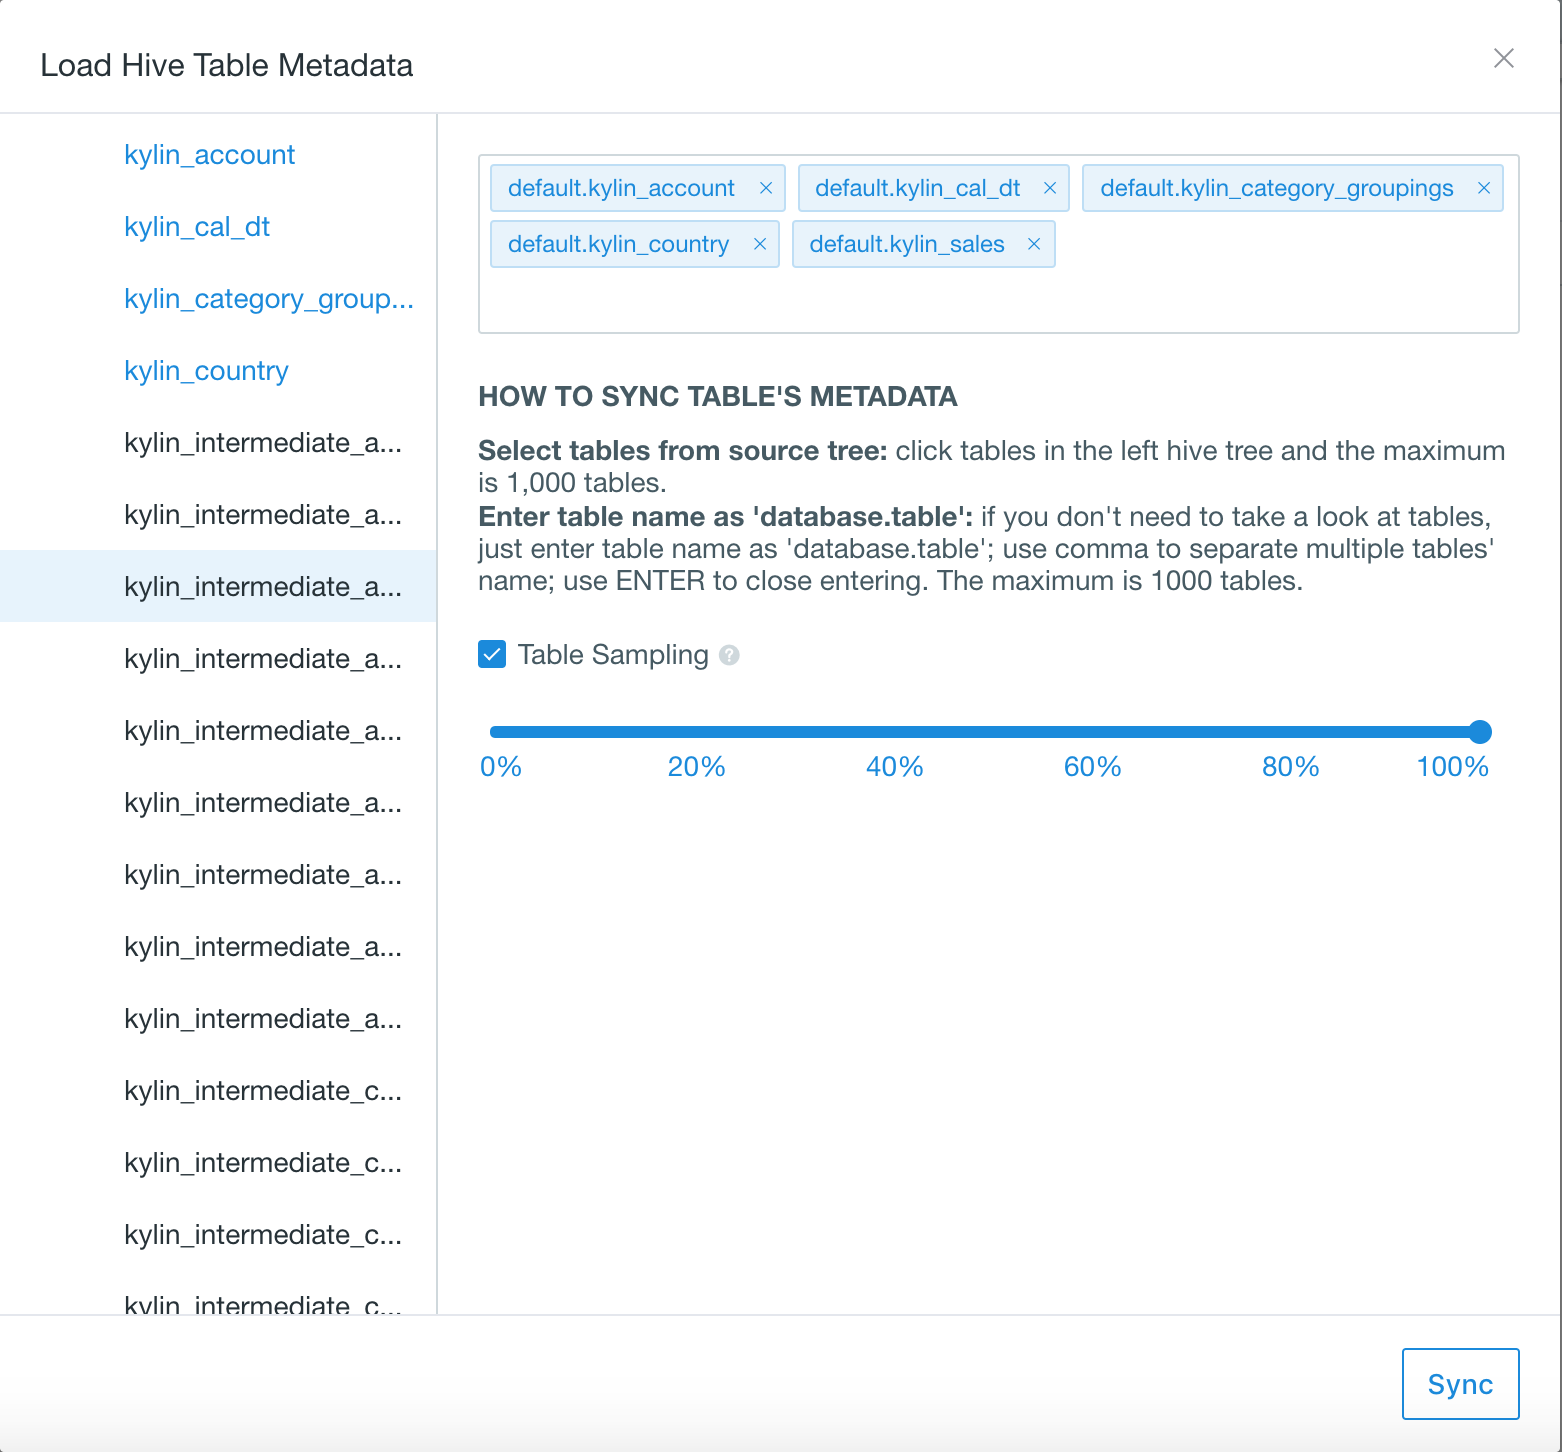 Load Hive Table Metadata
kylin_account
kylin_cal_dt
kylin_category_group...
kylin_country
kylin_intermediate_a...
kylin_intermediate_a...
kylin_intermediate_a...
kylin_intermediate_a...
kylin_intermediate_a...
kylin_intermediate_a...
kylin_intermediate_a...
kylin_intermediate_a...
kylin_intermediate_a...
kylin_intermediate_c...
kylin_intermediate_c...
kylin_intermediate_c...
kylin_intermediate_c...
default.kylin_account × default.kylin_cal_dt × default.kylin_category_groupings ×
default.kylin_country × default.kylin_sales ×
HOW TO SYNC TABLE'S METADATA
Select tables from source tree: click tables in the left hive tree and the maximum
is 1,000 tables.
Enter table name as 'database.table': if you don't need to take a look at tables,
just enter table name as 'database.table'; use comma to separate multiple tables'
name; use ENTER to close entering. The maximum is 1000 tables.
Table Sampling ?
0% 20% 40% 60% 80% 100%
Sync